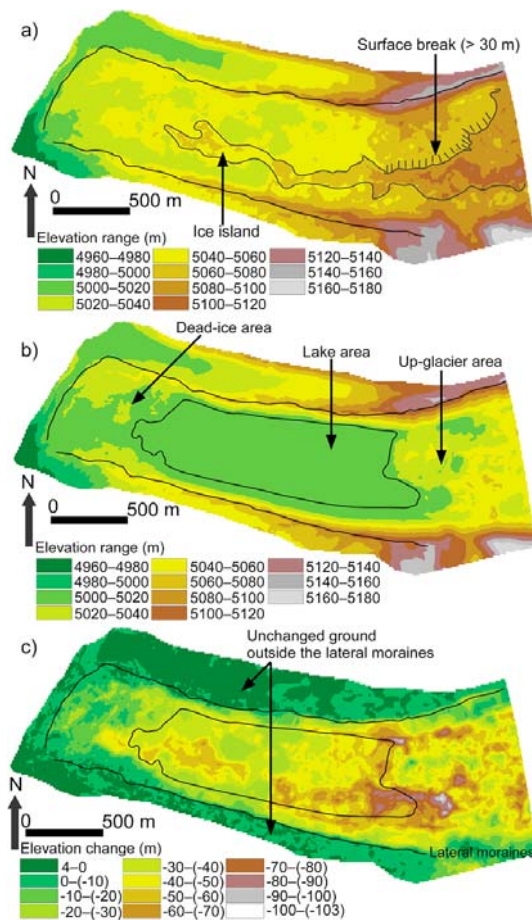 a)
Surface break (> 30 m)
N
0 500 m
Ice island
Elevation range (m)
4960–4980 5040–5060 5120–5140
4980–5000 5060–5080 5140–5160
5000–5020 5080–5100 5160–5180
5020–5040 5100–5120
b)
Dead-ice area
Lake area
Up-glacier area
N
0 500 m
Elevation range (m)
4960–4980 5040–5060 5120–5140
4980–5000 5060–5080 5140–5160
5000–5020 5080–5100 5160–5180
5020–5040 5100–5120
c)
Unchanged ground
outside the lateral moraines
N
0 500 m
Lateral moraines
Elevation change (m)
4–0 -30–(-40) -70–(-80)
0–(-10) -40–(-50) -80–(-90)
-10–(-20) -50–(-60) -90–(-100)
-20–(-30) -60–(-70) -100–(-103)